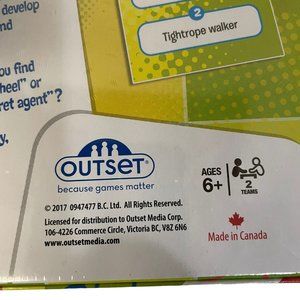 develop
nd
2
Tightrope walker
ou find
heel" or
ret agent"?
y,
OUTSET
because games matter
© 2017 0947477 B.C. Ltd. All Rights Reserved.
Licensed for distribution to Outset Media Corp.
106-4226 Commerce Circle, Victoria BC, V8Z 6N6
www.outsetmedia.com
AGES
6+
2
TEAMS
Made in Canada